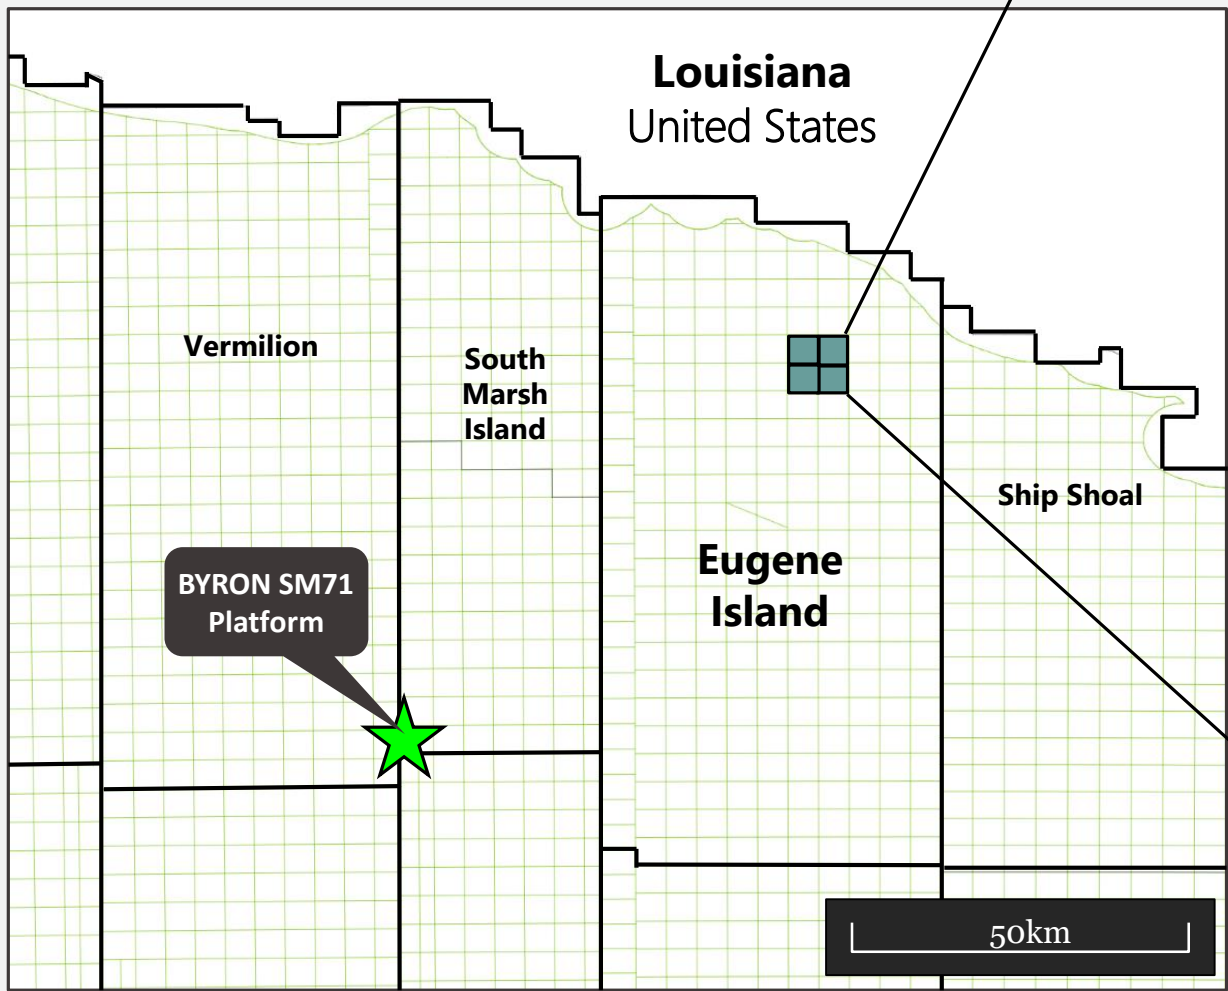 Louisiana
United States
Vermilion
South
Marsh
Island
Ship Shoal
Eugene
Island
BYRON SM71
Platform
50km